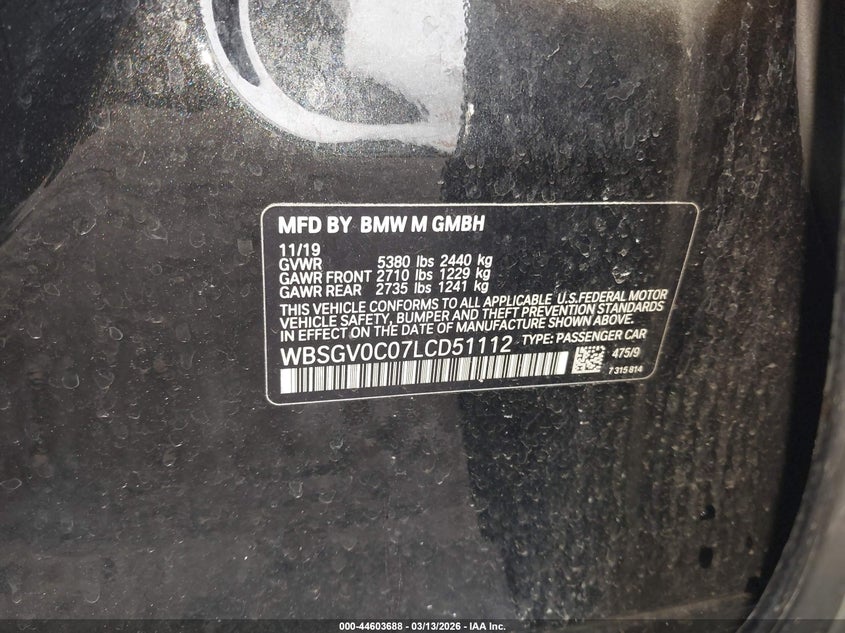 MFD BY BMW M GMBH
11/19
GVWR 5380 lbs 2440 kg
GAWR FRONT 2710 lbs 1229 kg
GAWR REAR 2735 lbs 1241 kg
THIS VEHICLE CONFORMS TO ALL APPLICABLE U.S.FEDERAL MOTOR
VEHICLE SAFETY, BUMPER AND THEFT PREVENTION STANDARDS
IN EFFECT ON THE DATE OF MANUFACTURE SHOWN ABOVE.
WBSGV0C07LCD51112 TYPE: PASSENGER CAR
475/9
7 315 814
000-44603688 - 03/13/2026 - IAA Inc.